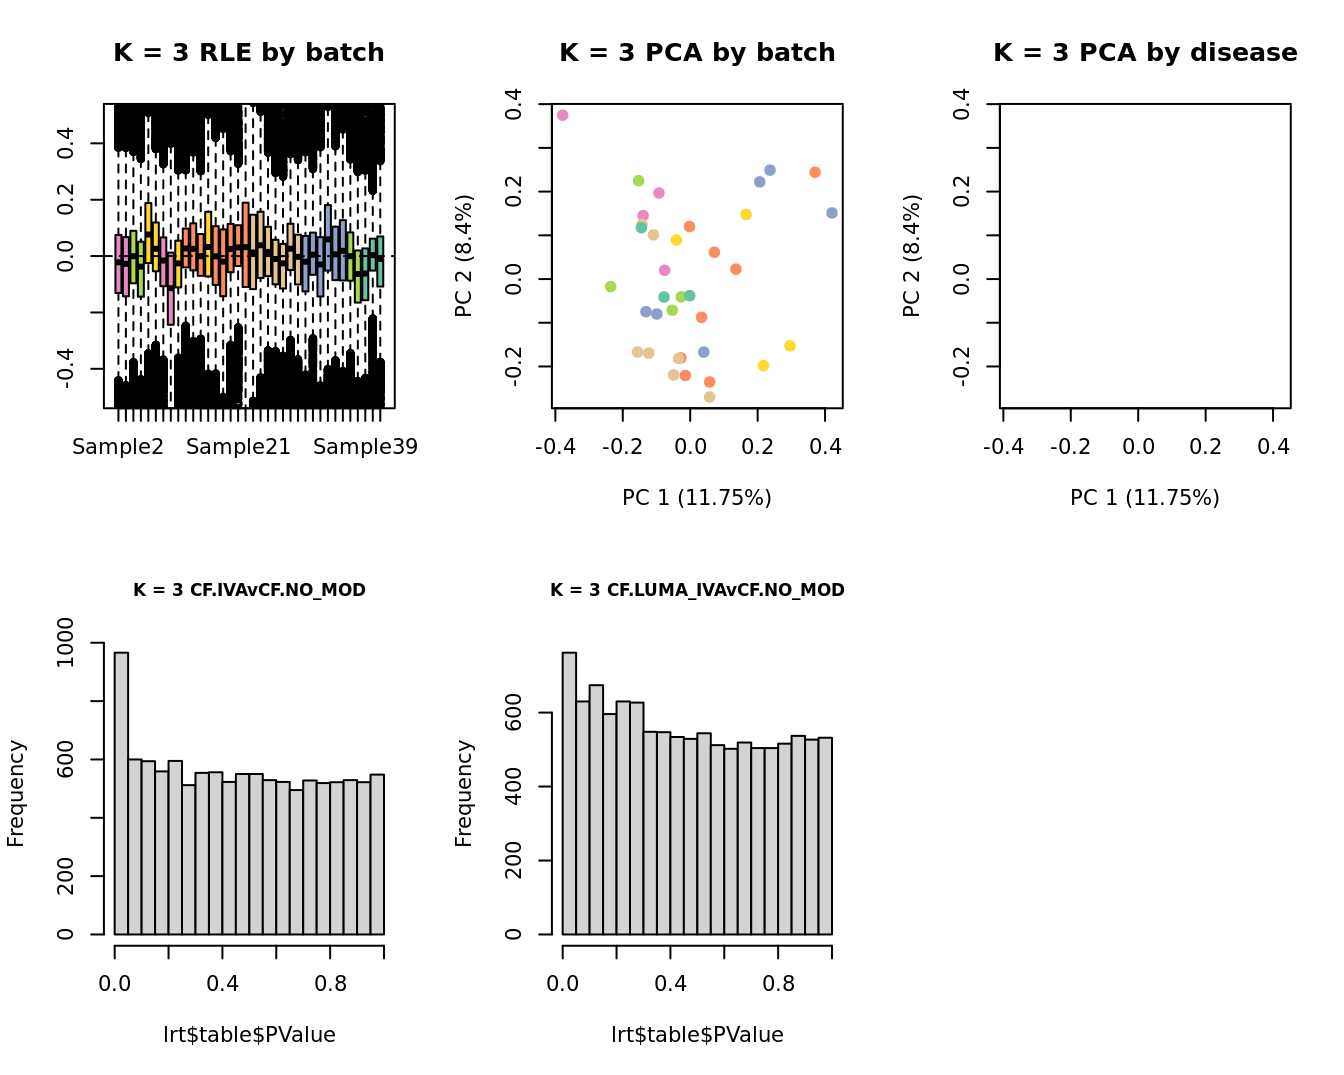 K = 3 RLE by batch
0.4
0.2
0.0
-0.4
Sample2 Sample21 Sample39
K = 3 PCA by batch
PC 2 (8.4%)
0.4
0.2
0.0
-0.2
-0.4 -0.2 0.0 0.2 0.4
PC 1 (11.75%)
K = 3 PCA by disease
PC 2 (8.4%)
0.4
0.2
0.0
-0.2
-0.4 -0.2 0.0 0.2 0.4
PC 1 (11.75%)
K = 3 CF.IVAvCF.NO_MOD
Frequency
1000
600
200
0
0.0 0.4 0.8
lrt$table$PValue
K = 3 CF.LUMA_IVAvCF.NO_MOD
Frequency
600
400
200
0
0.0 0.4 0.8
lrt$table$PValue